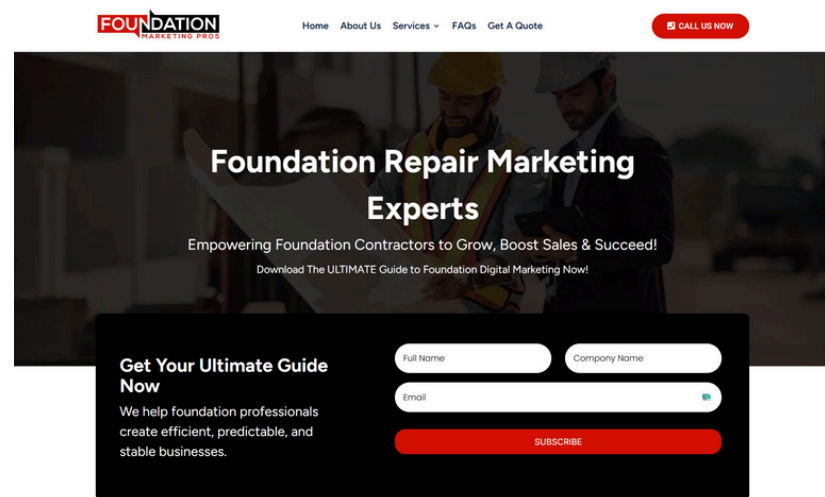 FOUNDATION
MARKETING PROS
Home About Us Services FAQs Get A Quote
CALL US NOW
Foundation Repair Marketing
Experts
Empowering Foundation Contractors to Grow, Boost Sales & Succeed!
Download The ULTIMATE Guide to Foundation Digital Marketing Now!
Get Your Ultimate Guide
Now
We help foundation professionals
create efficient, predictable, and
stable businesses.
Full Name
Compony Name
Email
SUBSCRIBE